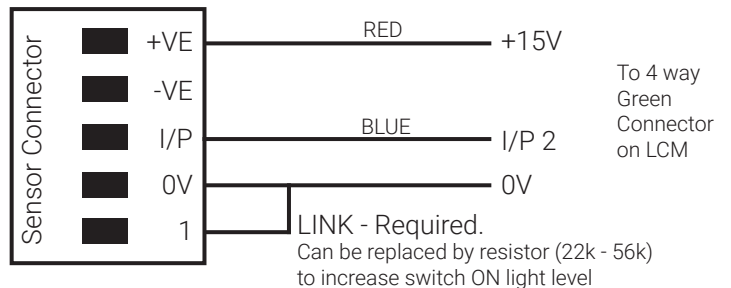 Sensor Connector
+VE
RED
+15V
-VE
I/P
BLUE
I/P 2
0V
0V
1
To 4 way
Green
Connector
on LCM
LINK - Required.
Can be replaced by resistor (22k - 56k)
to increase switch ON light level